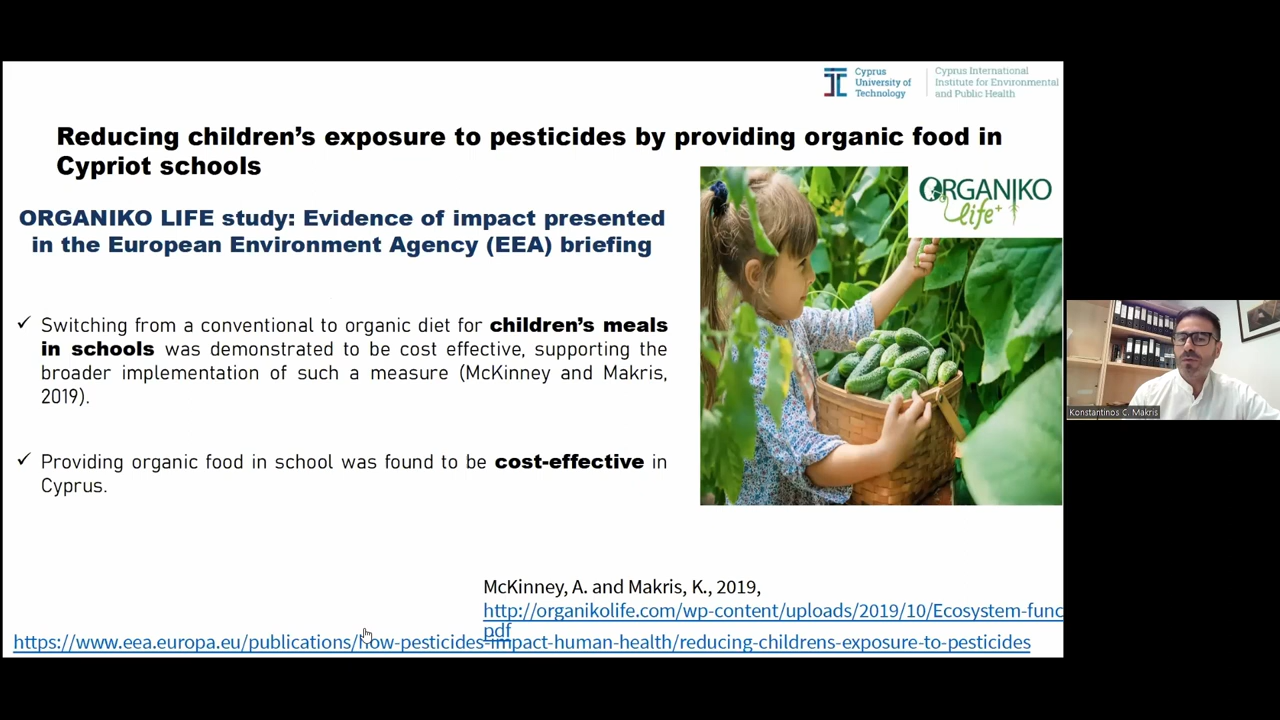 Cyprus
University of
Technology
Cyprus International
Institute for Environmental
and Public Health
Reducing children’s exposure to pesticides by providing organic food in
Cypriot schools
ORGANIKO
life+
ORGANIKO LIFE study: Evidence of impact presented
in the European Environment Agency (EEA) briefing
✓ Switching from a conventional to organic diet for children’s meals
in schools was demonstrated to be cost effective, supporting the
broader implementation of such a measure (McKinney and Makris,
2019).
✓ Providing organic food in school was found to be cost-effective in
Cyprus.
Konstantinos C. Makris
McKinney, A. and Makris, K., 2019,
http://organikolife.com/wp-content/uploads/2019/10/Ecosystem-func
pdf
https://www.eea.europa.eu/publications/how-pesticides-impact-human-health/reducing-childrens-exposure-to-pesticides